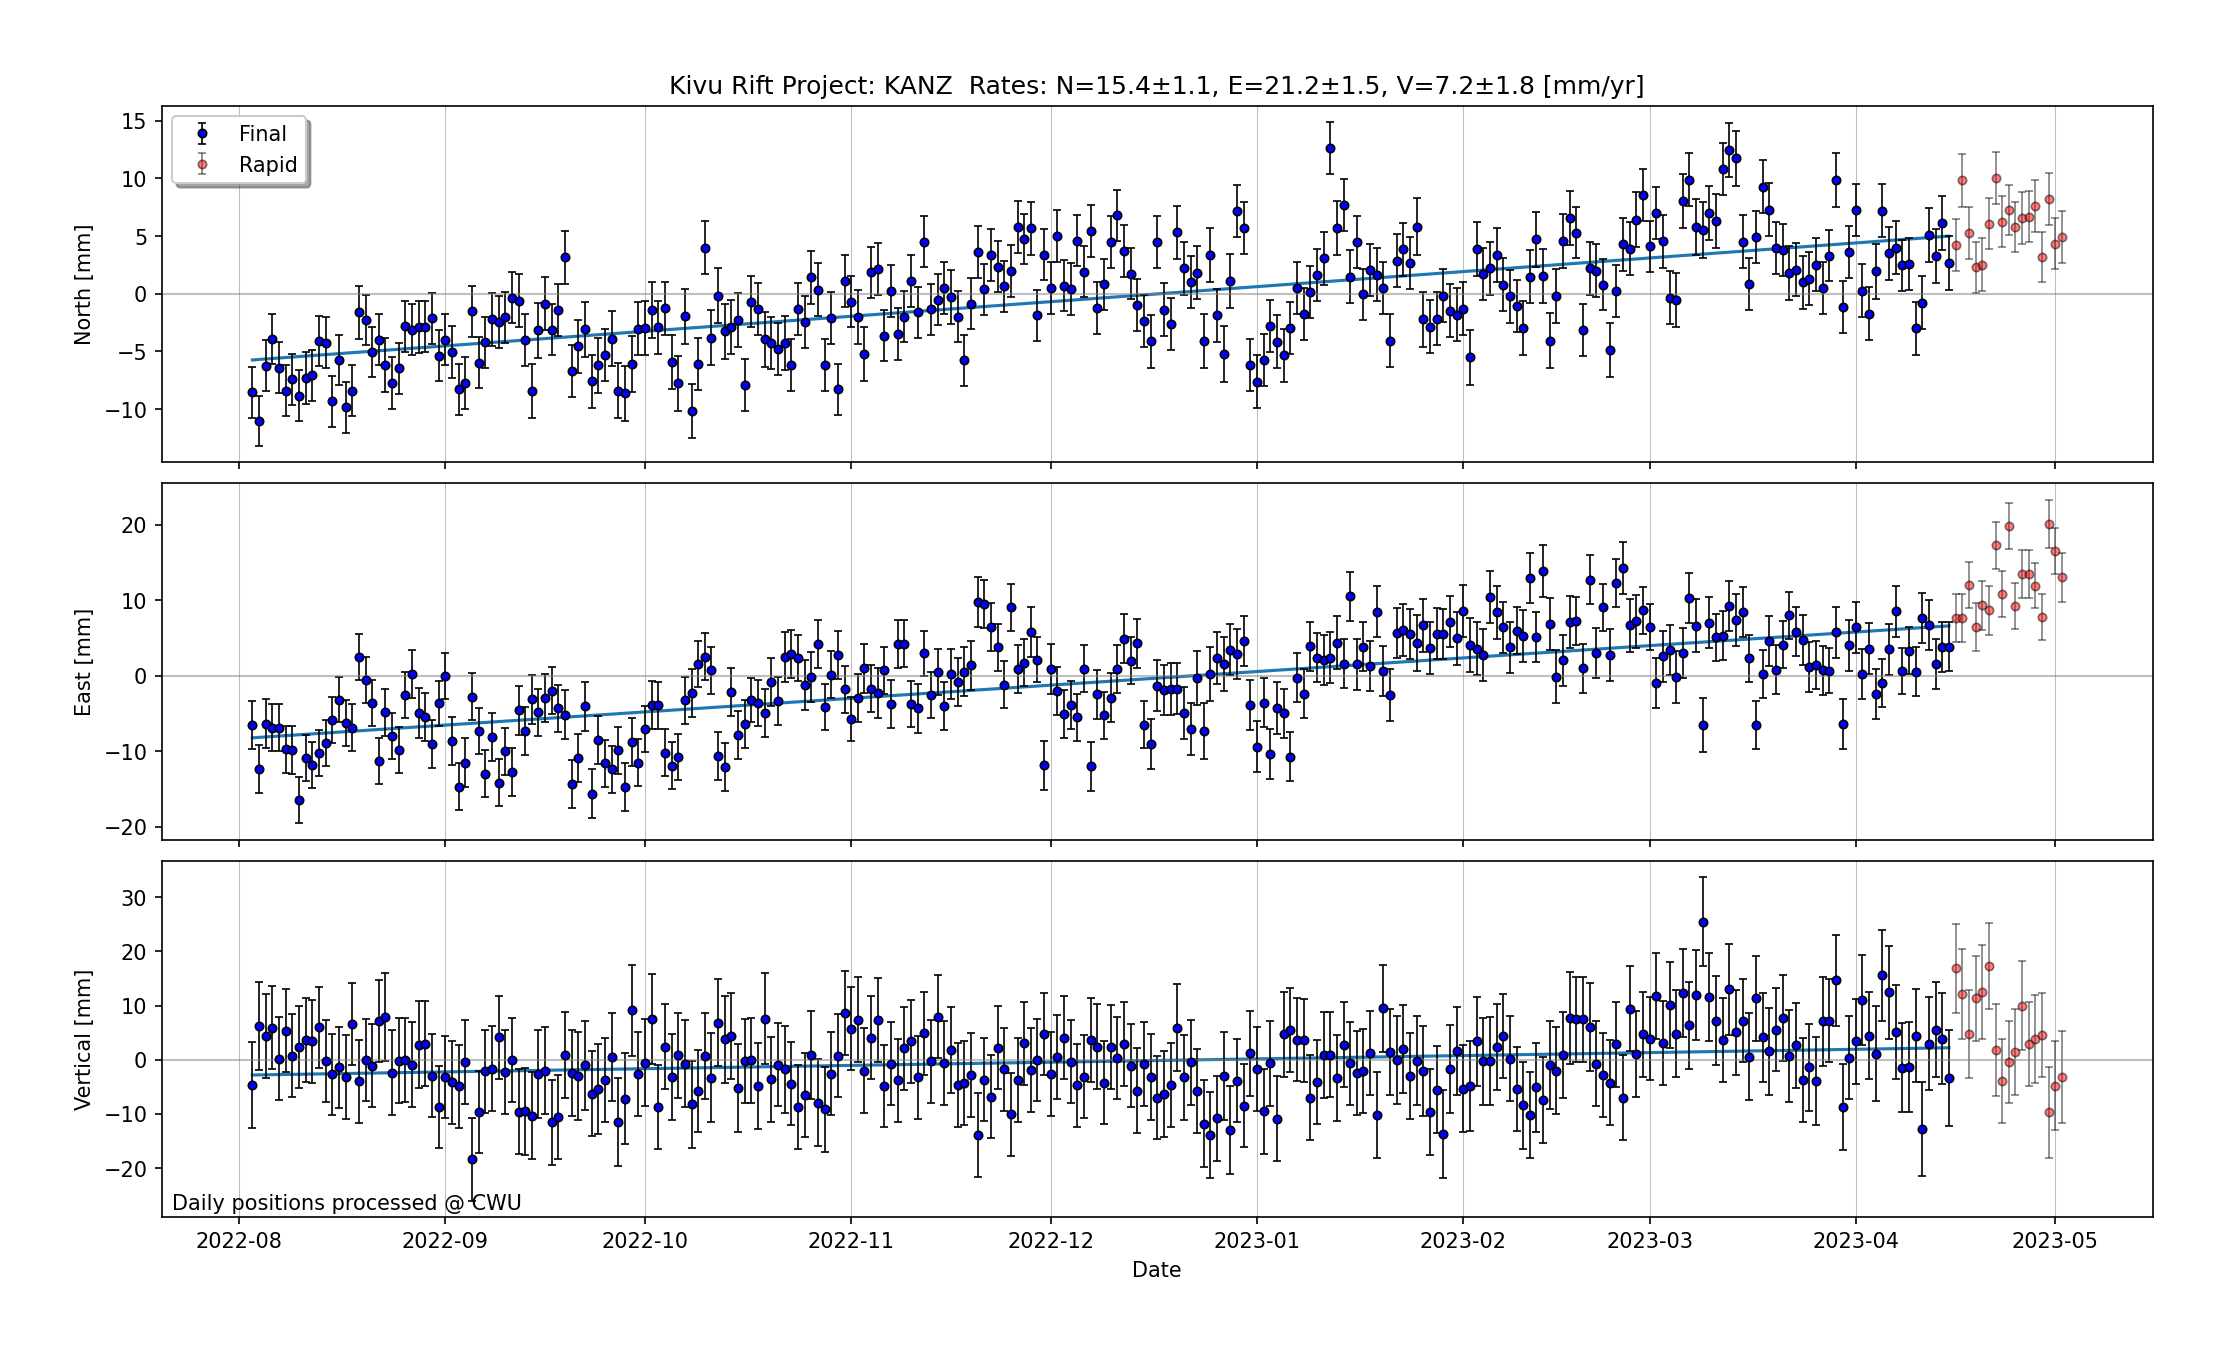 Kivu Rift Project: KANZ  Rates: N=15.4±1.1, E=21.2±1.5, V=7.2±1.8 [mm/yr]
15
10
5
0
−5
−10
North [mm]
Final
Rapid
20
10
0
−10
−20
East [mm]
30
20
10
0
−10
−20
Vertical [mm]
Daily positions processed @ CWU
2022-08 2022-09 2022-10 2022-11 2022-12 2023-01 2023-02 2023-03 2023-04 2023-05
Date